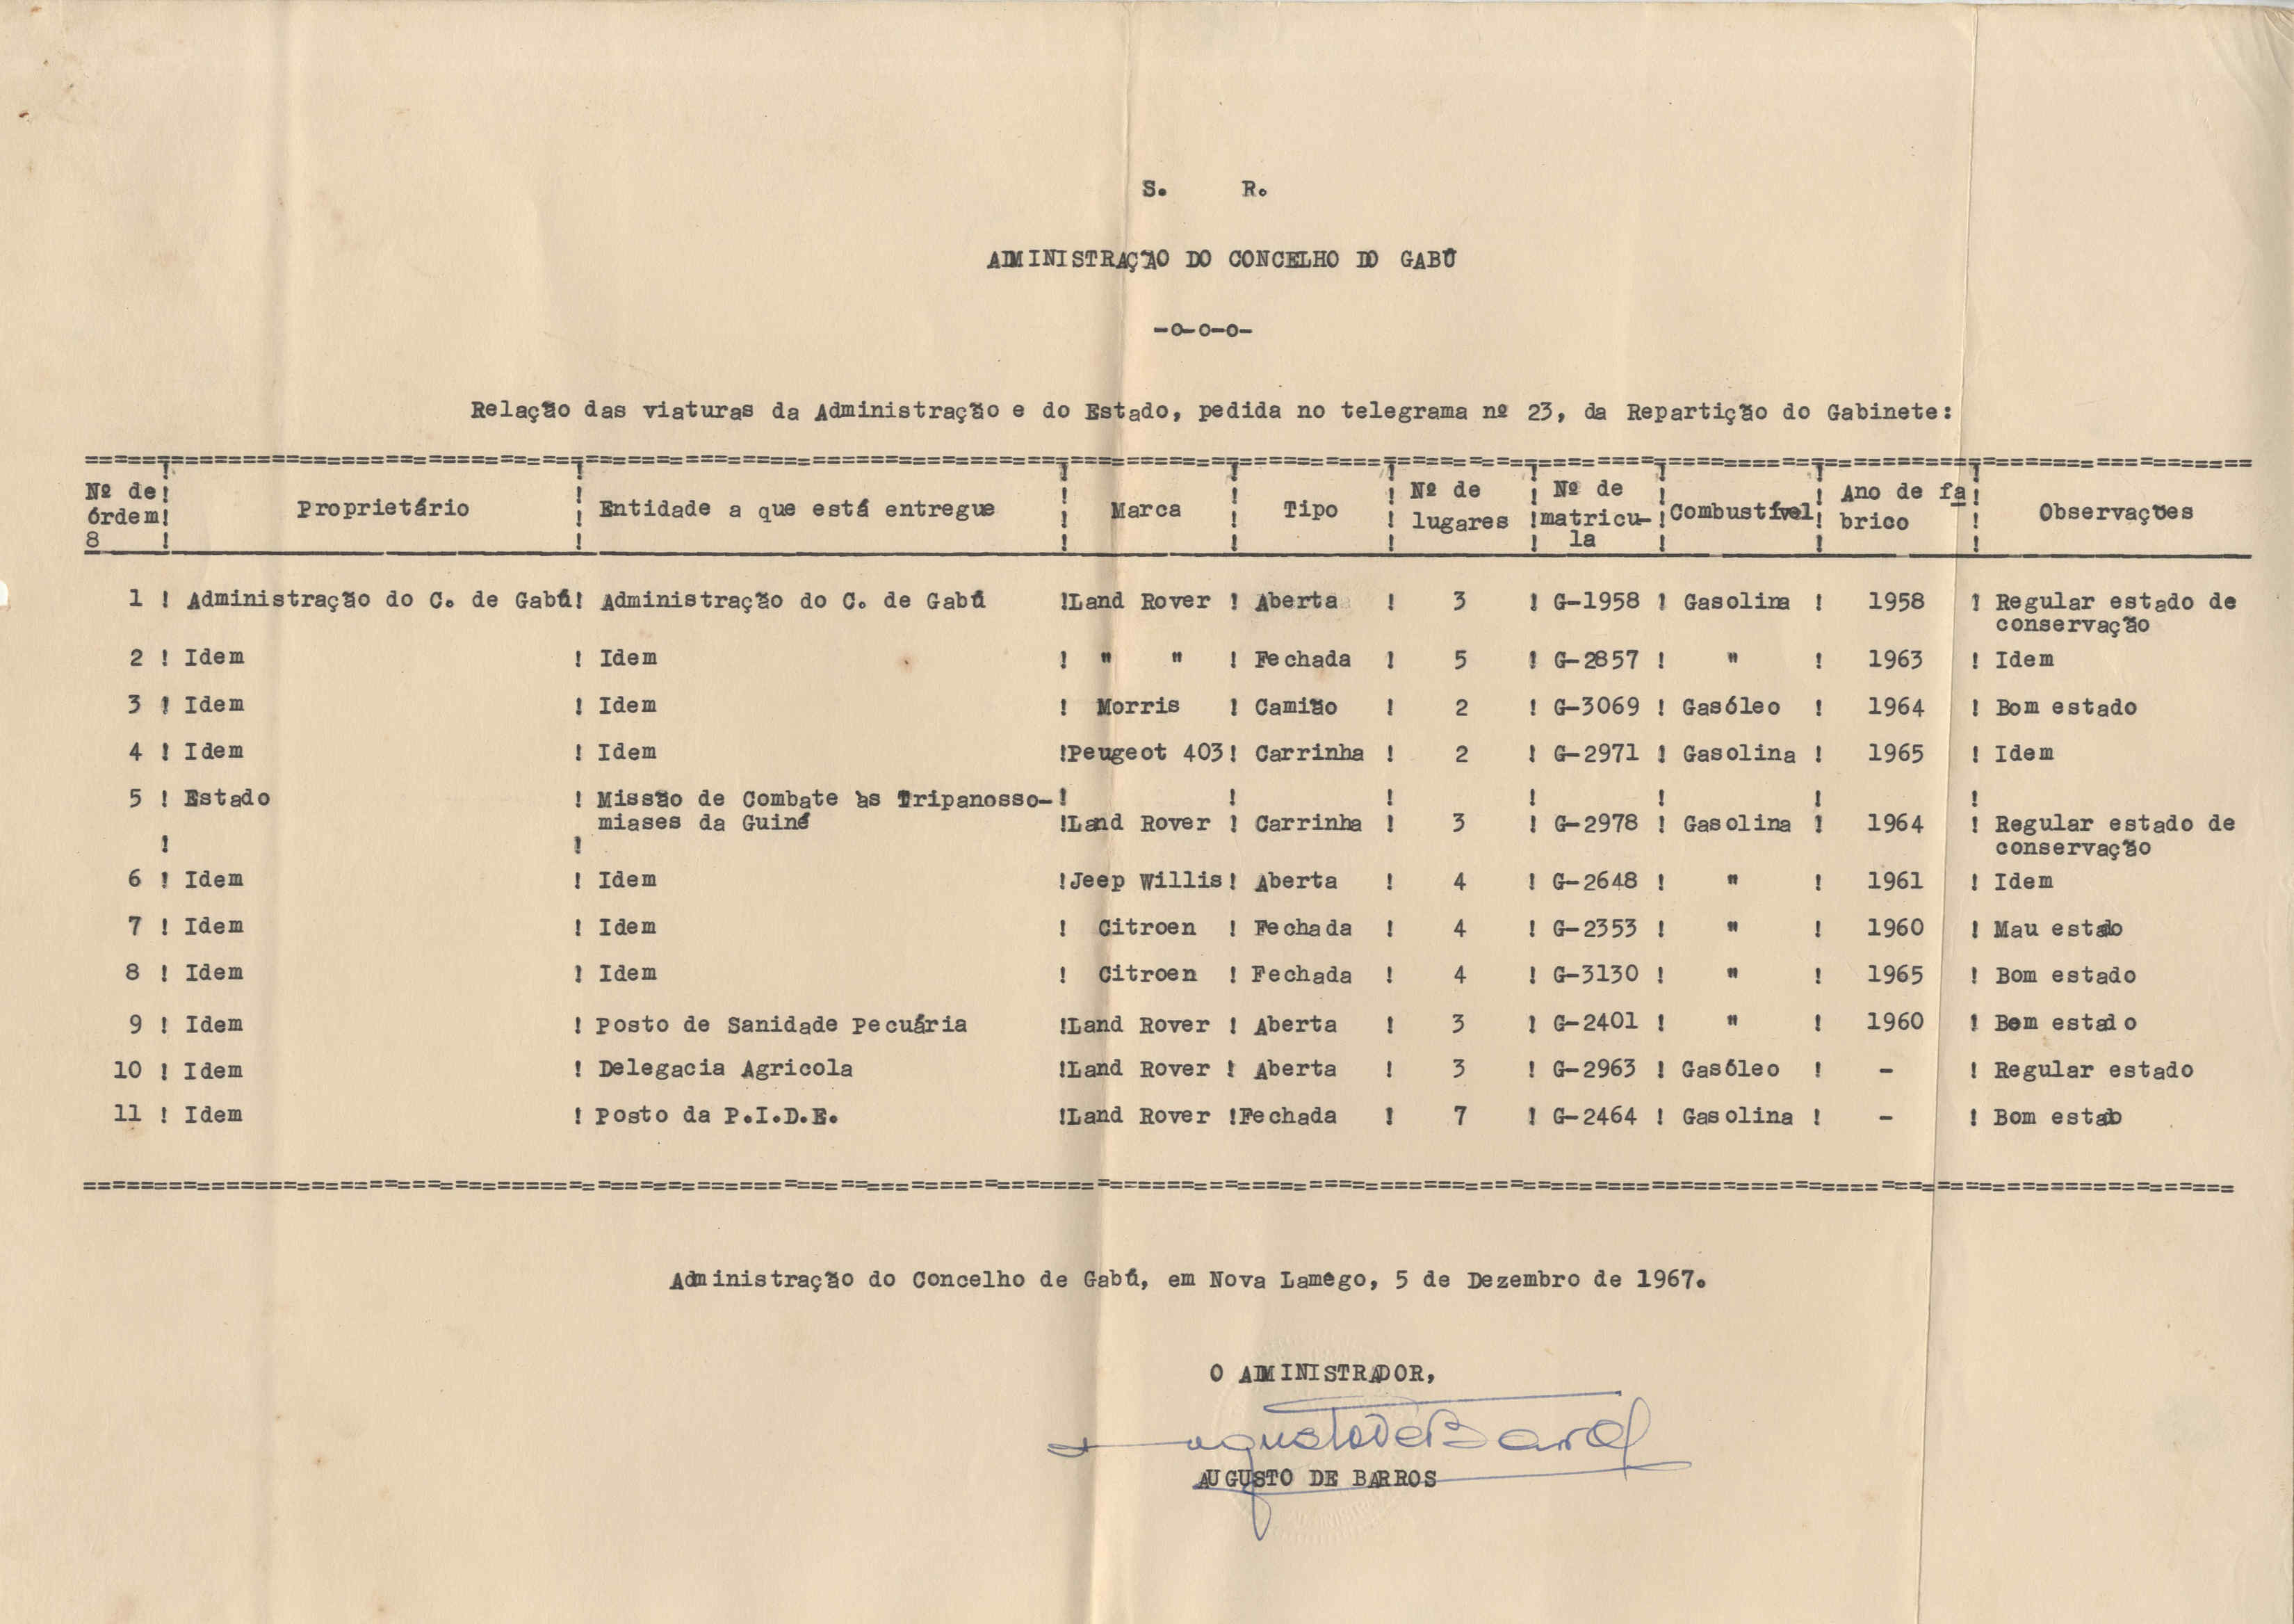 S. R.
ADMINISTRAÇÃO DO CONCELHO DO GABÚ
-o-o-o-
Relação das viaturas da Administração e do Estado, pedida no telegrama nº 23, da Repartição do Gabinete:
Nº de órdem 8 ! Proprietário ! Entidade a que está entregue ! Marca ! Tipo ! Nº de lugares ! Nº de matricu-la ! Combustível ! Ano de fa brico ! Observações
1 ! Administração do C. de Gabú! Administração do C. de Gabú !Land Rover ! Aberta ! 3 ! G-1958 ! Gasolina ! 1958 ! Regular estado de
conservação
2 ! Idem ! Idem ! " " ! Fechada ! 5 ! G-2857 ! " ! 1963 ! Idem
3 ! Idem ! Idem ! Morris ! Camião ! 2 ! G-3069 ! Gasóleo ! 1964 ! Bom estado
4 ! Idem ! Idem !Peugeot 403! Carrinha ! 2 ! G-2971 ! Gasolina ! 1965 ! Idem
5 ! Estado ! Missão de Combate às Tripanosso-! ! ! ! ! ! !
miases da Guiné !Land Rover ! Carrinha ! 3 ! G-2978 ! Gasolina ! 1964 ! Regular estado de
! ! conservação
6 ! Idem ! Idem !Jeep Willis! Aberta ! 4 ! G-2648 ! " ! 1961 ! Idem
7 ! Idem ! Idem ! Citroen ! Fechada ! 4 ! G-2353 ! " ! 1960 ! Mau estado
8 ! Idem ! Idem ! Citroen ! Fechada ! 4 ! G-3130 ! " ! 1965 ! Bom estado
9 ! Idem ! Posto de Sanidade Pecuária !Land Rover ! Aberta ! 3 ! G-2401 ! " ! 1960 ! Bom estado
10 ! Idem ! Delegacia Agricola !Land Rover ! Aberta ! 3 ! G-2963 ! Gasóleo ! - ! Regular estado
11 ! Idem ! Posto da P.I.D.E. !Land Rover !Fechada ! 7 ! G-2464 ! Gasolina ! - ! Bom estado
Administração do Concelho de Gabú, em Nova Lamego, 5 de Dezembro de 1967.
O ADMINISTRADOR,
Augusto de Barros
AUGUSTO DE BARROS